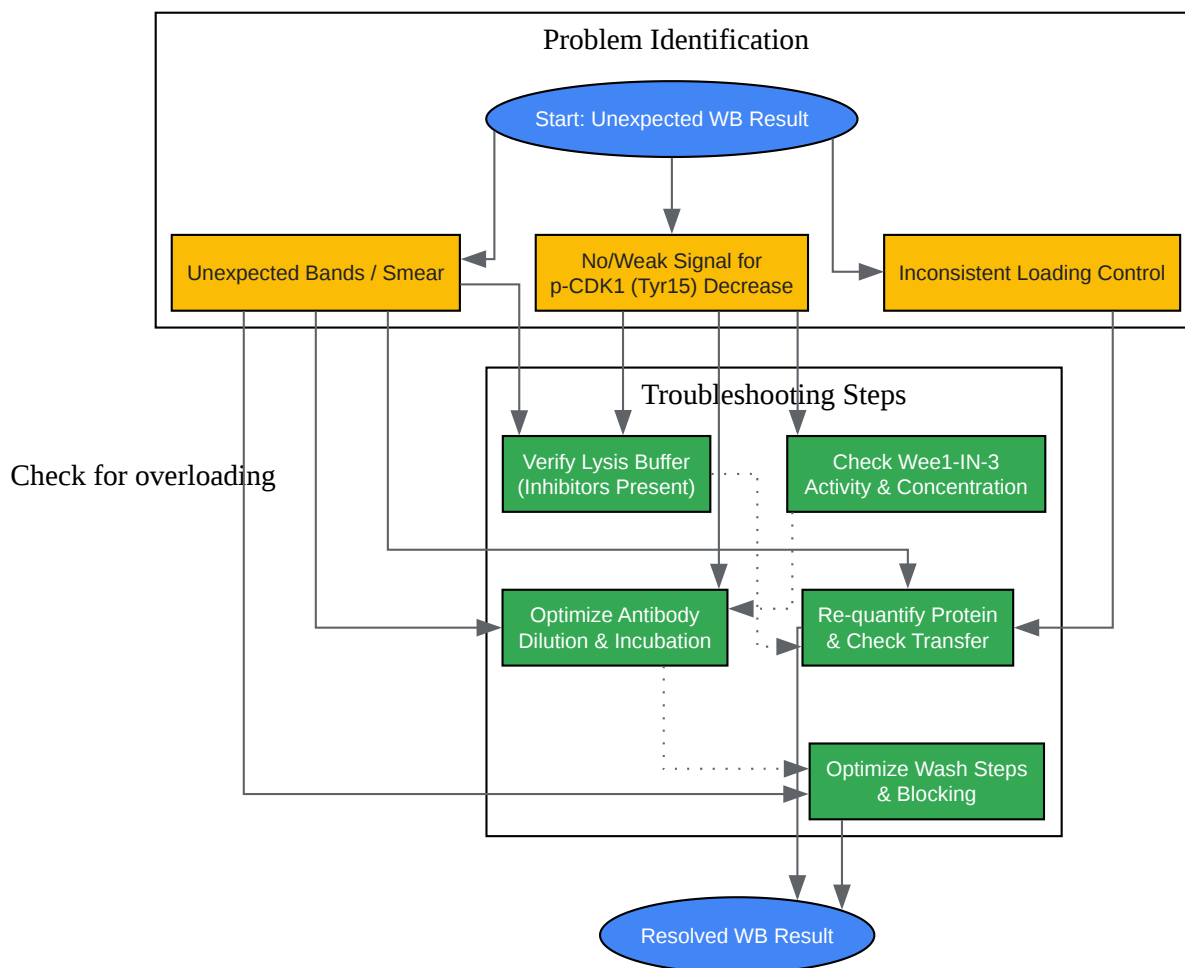 Problem Identification
Start: Unexpected WB Result
Unexpected Bands / Smear
No/Weak Signal for
p-CDK1 (Tyr15) Decrease
Inconsistent Loading Control
Troubleshooting Steps
Check for overloading
Verify Lysis Buffer
(Inhibitors Present)
Check Wee1-IN-3
Activity & Concentration
Optimize Antibody
Dilution & Incubation
Re-quantify Protein
& Check Transfer
Optimize Wash Steps
& Blocking
Resolved WB Result